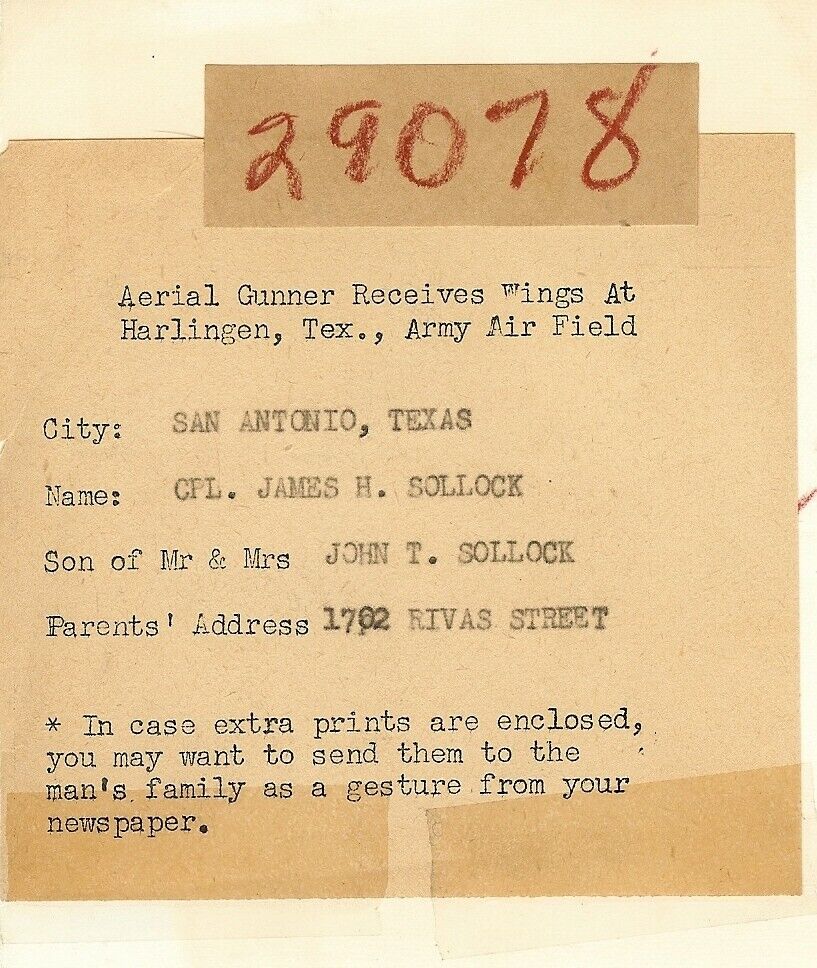 29078
Aerial Gunner Receives Wings At
Harlingen, Tex., Army Air Field
City: SAN ANTONIO, TEXAS
Name: CPL. JAMES H. SOLLOCK
Son of Mr & Mrs JOHN T. SOLLOCK
Parents' Address 1702 RIVAS STREET
* In case extra prints are enclosed,
you may want to send them to the
man's family as a gesture from your
newspaper.